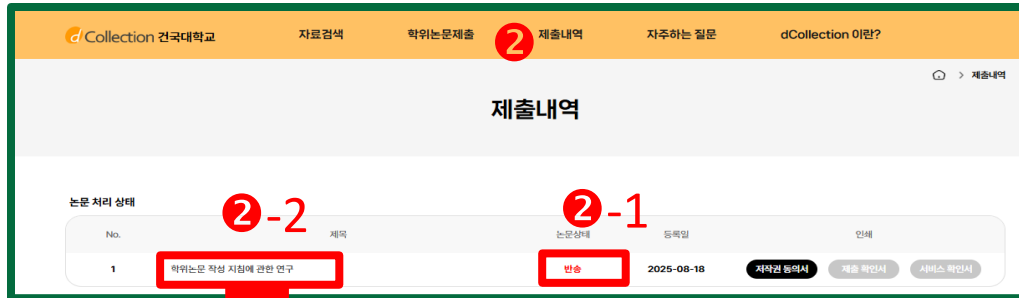 dCollection 건국대학교 자료검색 학위논문제출 ❷ 제출내역 자주하는 질문 dCollection 이란?
> 제출내역
제출내역
논문 처리 상태
❷-2 ❷-1
No. 제목 논문상태 등록일 인쇄
1 학위논문 작성 지침에 관한 연구 반송 2025-08-18 저작권 동의서 제출 확인서 서비스 확인서